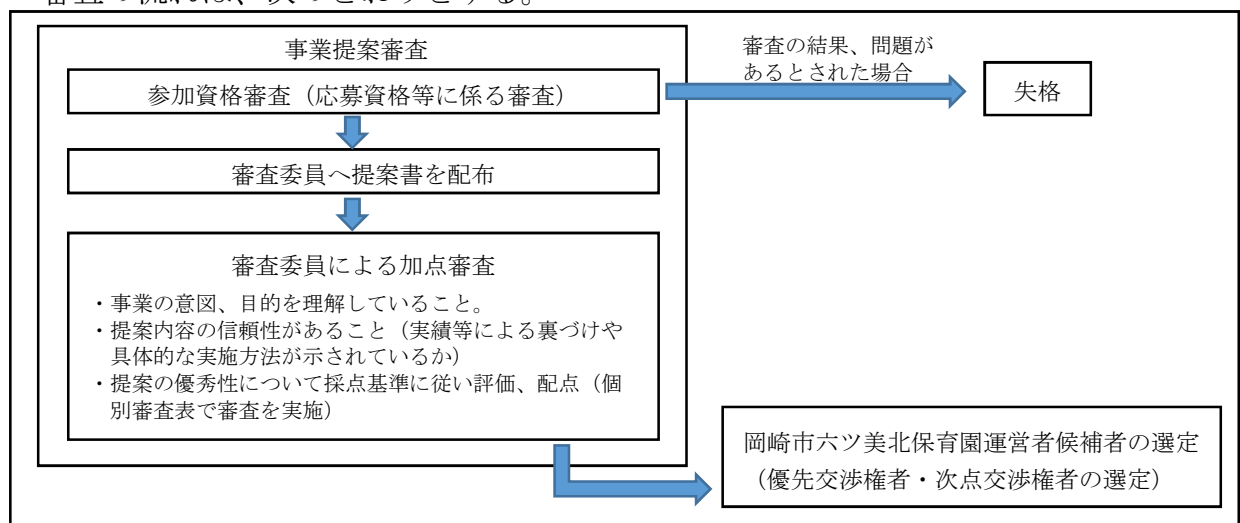 審査の流れは、次のとおりとする。
事業提案審査
参加資格審査（応募資格等に係る審査）
審査の結果、問題が
あるとされた場合
失格
審査委員へ提案書を配布
審査委員による加点審査
・事業の意図、目的を理解していること。
・提案内容の信頼性があること（実績等による裏づけや
具体的な実施方法が示されているか）
・提案の優秀性について採点基準に従い評価、配点（個
別審査表で審査を実施）
岡崎市六ツ美北保育園運営者候補者の選定
（優先交渉権者・次点交渉権者の選定）